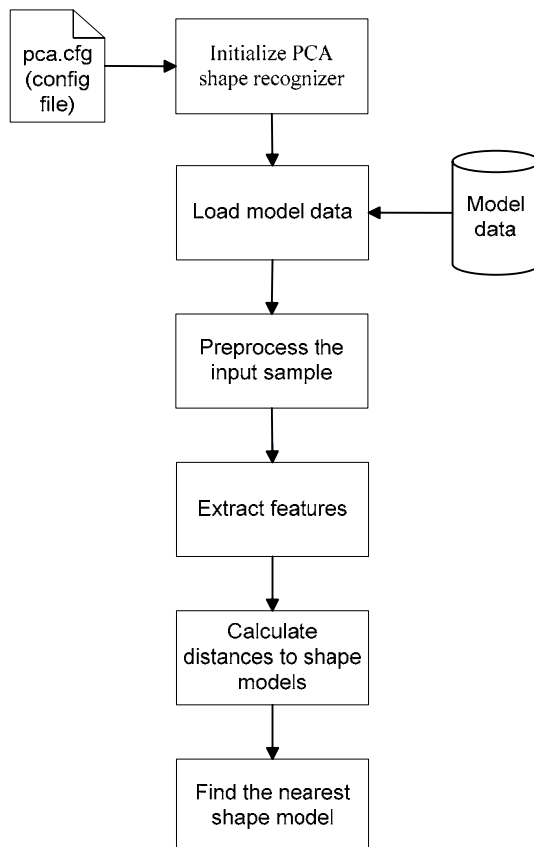 pca.cfg
(config
file)
Initialize PCA
shape recognizer
Load model data
Model
data
Preprocess the
input sample
Extract features
Calculate
distances to shape
models
Find the nearest
shape model